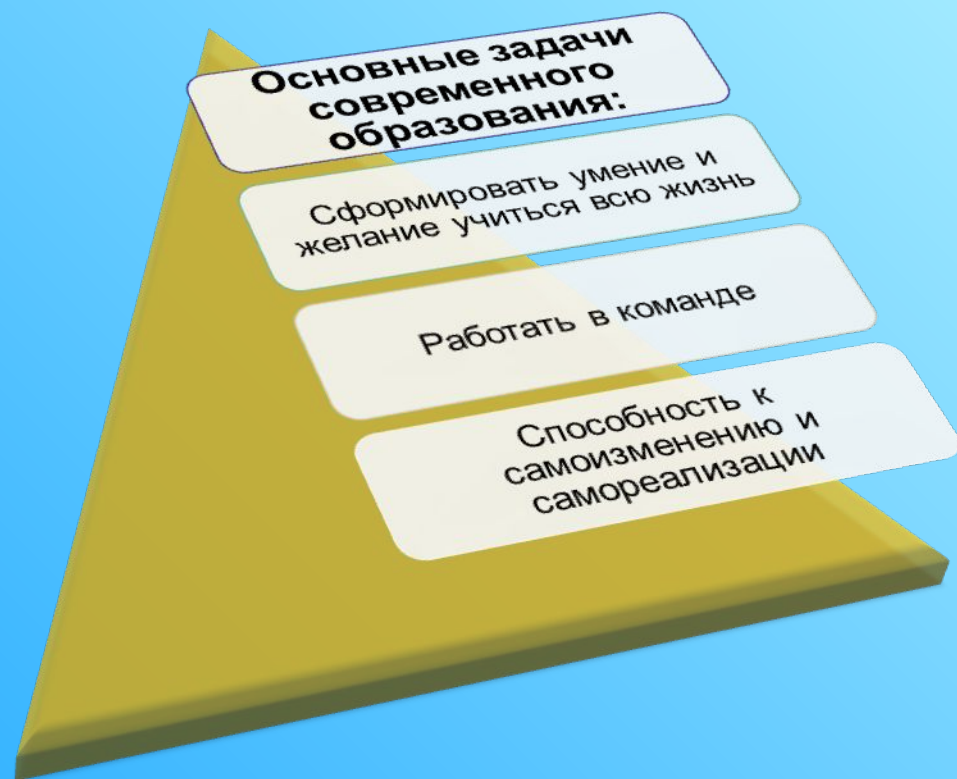 Основные задачи
современного
образования:
Сформировать умение и
желание учиться всю жизнь
Работать в команде
Способность к
самоизменению и
самореализации